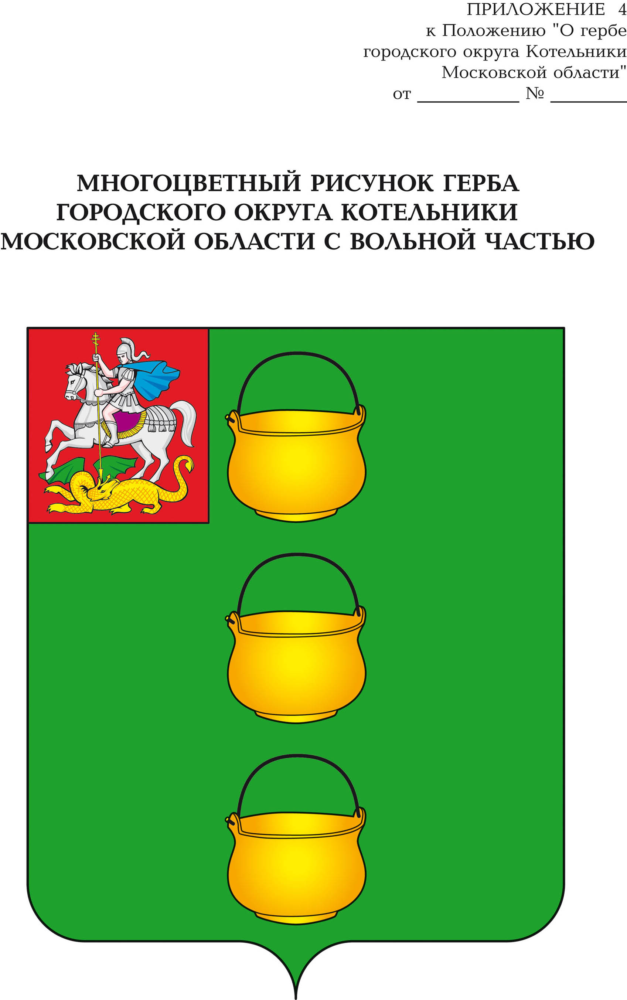 ПРИЛОЖЕНИЕ 4
к Положению "О гербе
городского округа Котельники
Московской области"
от ____________ № _________
МНОГОЦВЕТНЫЙ РИСУНОК ГЕРБА
ГОРОДСКОГО ОКРУГА КОТЕЛЬНИКИ
МОСКОВСКОЙ ОБЛАСТИ С ВОЛЬНОЙ ЧАСТЬЮ